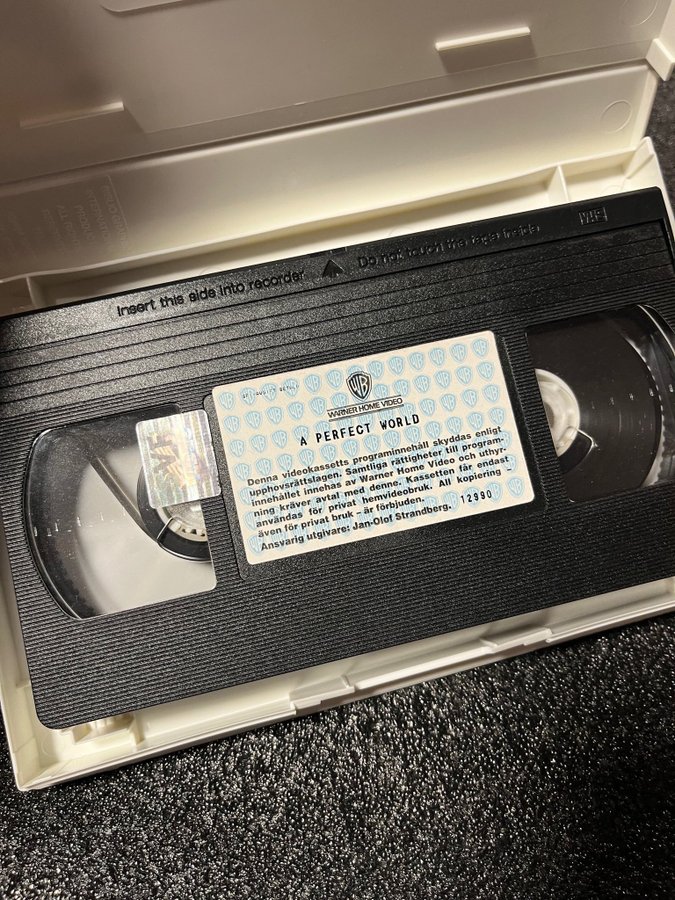 VHS
Insert this side into recorder Do not touch the tape inside
WB
WARNER HOME VIDEO
A PERFECT WORLD
Denna videokassetts programinnehåll skyddas enligt
upphovsrättslagen. Samtliga rättigheter till program-
innehållet innehas av Warner Home Video och uthyr-
ning kräver avtal med denne. Kassetten får endast
användas för privat hemvideobruk. All kopiering –
även för privat bruk – är förbjuden.
Ansvarig utgivare: Jan-Olof Strandberg. 12990